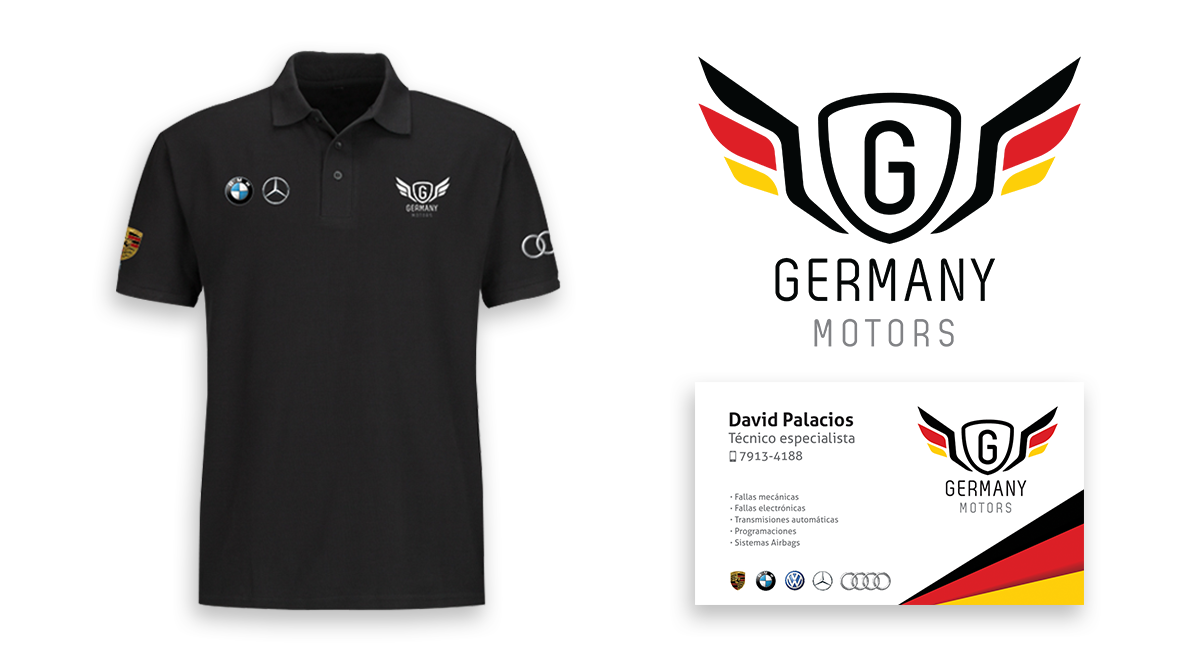 G
GERMANY
MOTORS
G
GERMANY
MOTORS
David Palacios
Técnico especialista
7913-4188
• Fallas mecánicas
• Fallas electrónicas
• Transmisiones automáticas
• Programaciones
• Sistemas Airbags
G
GERMANY
MOTORS